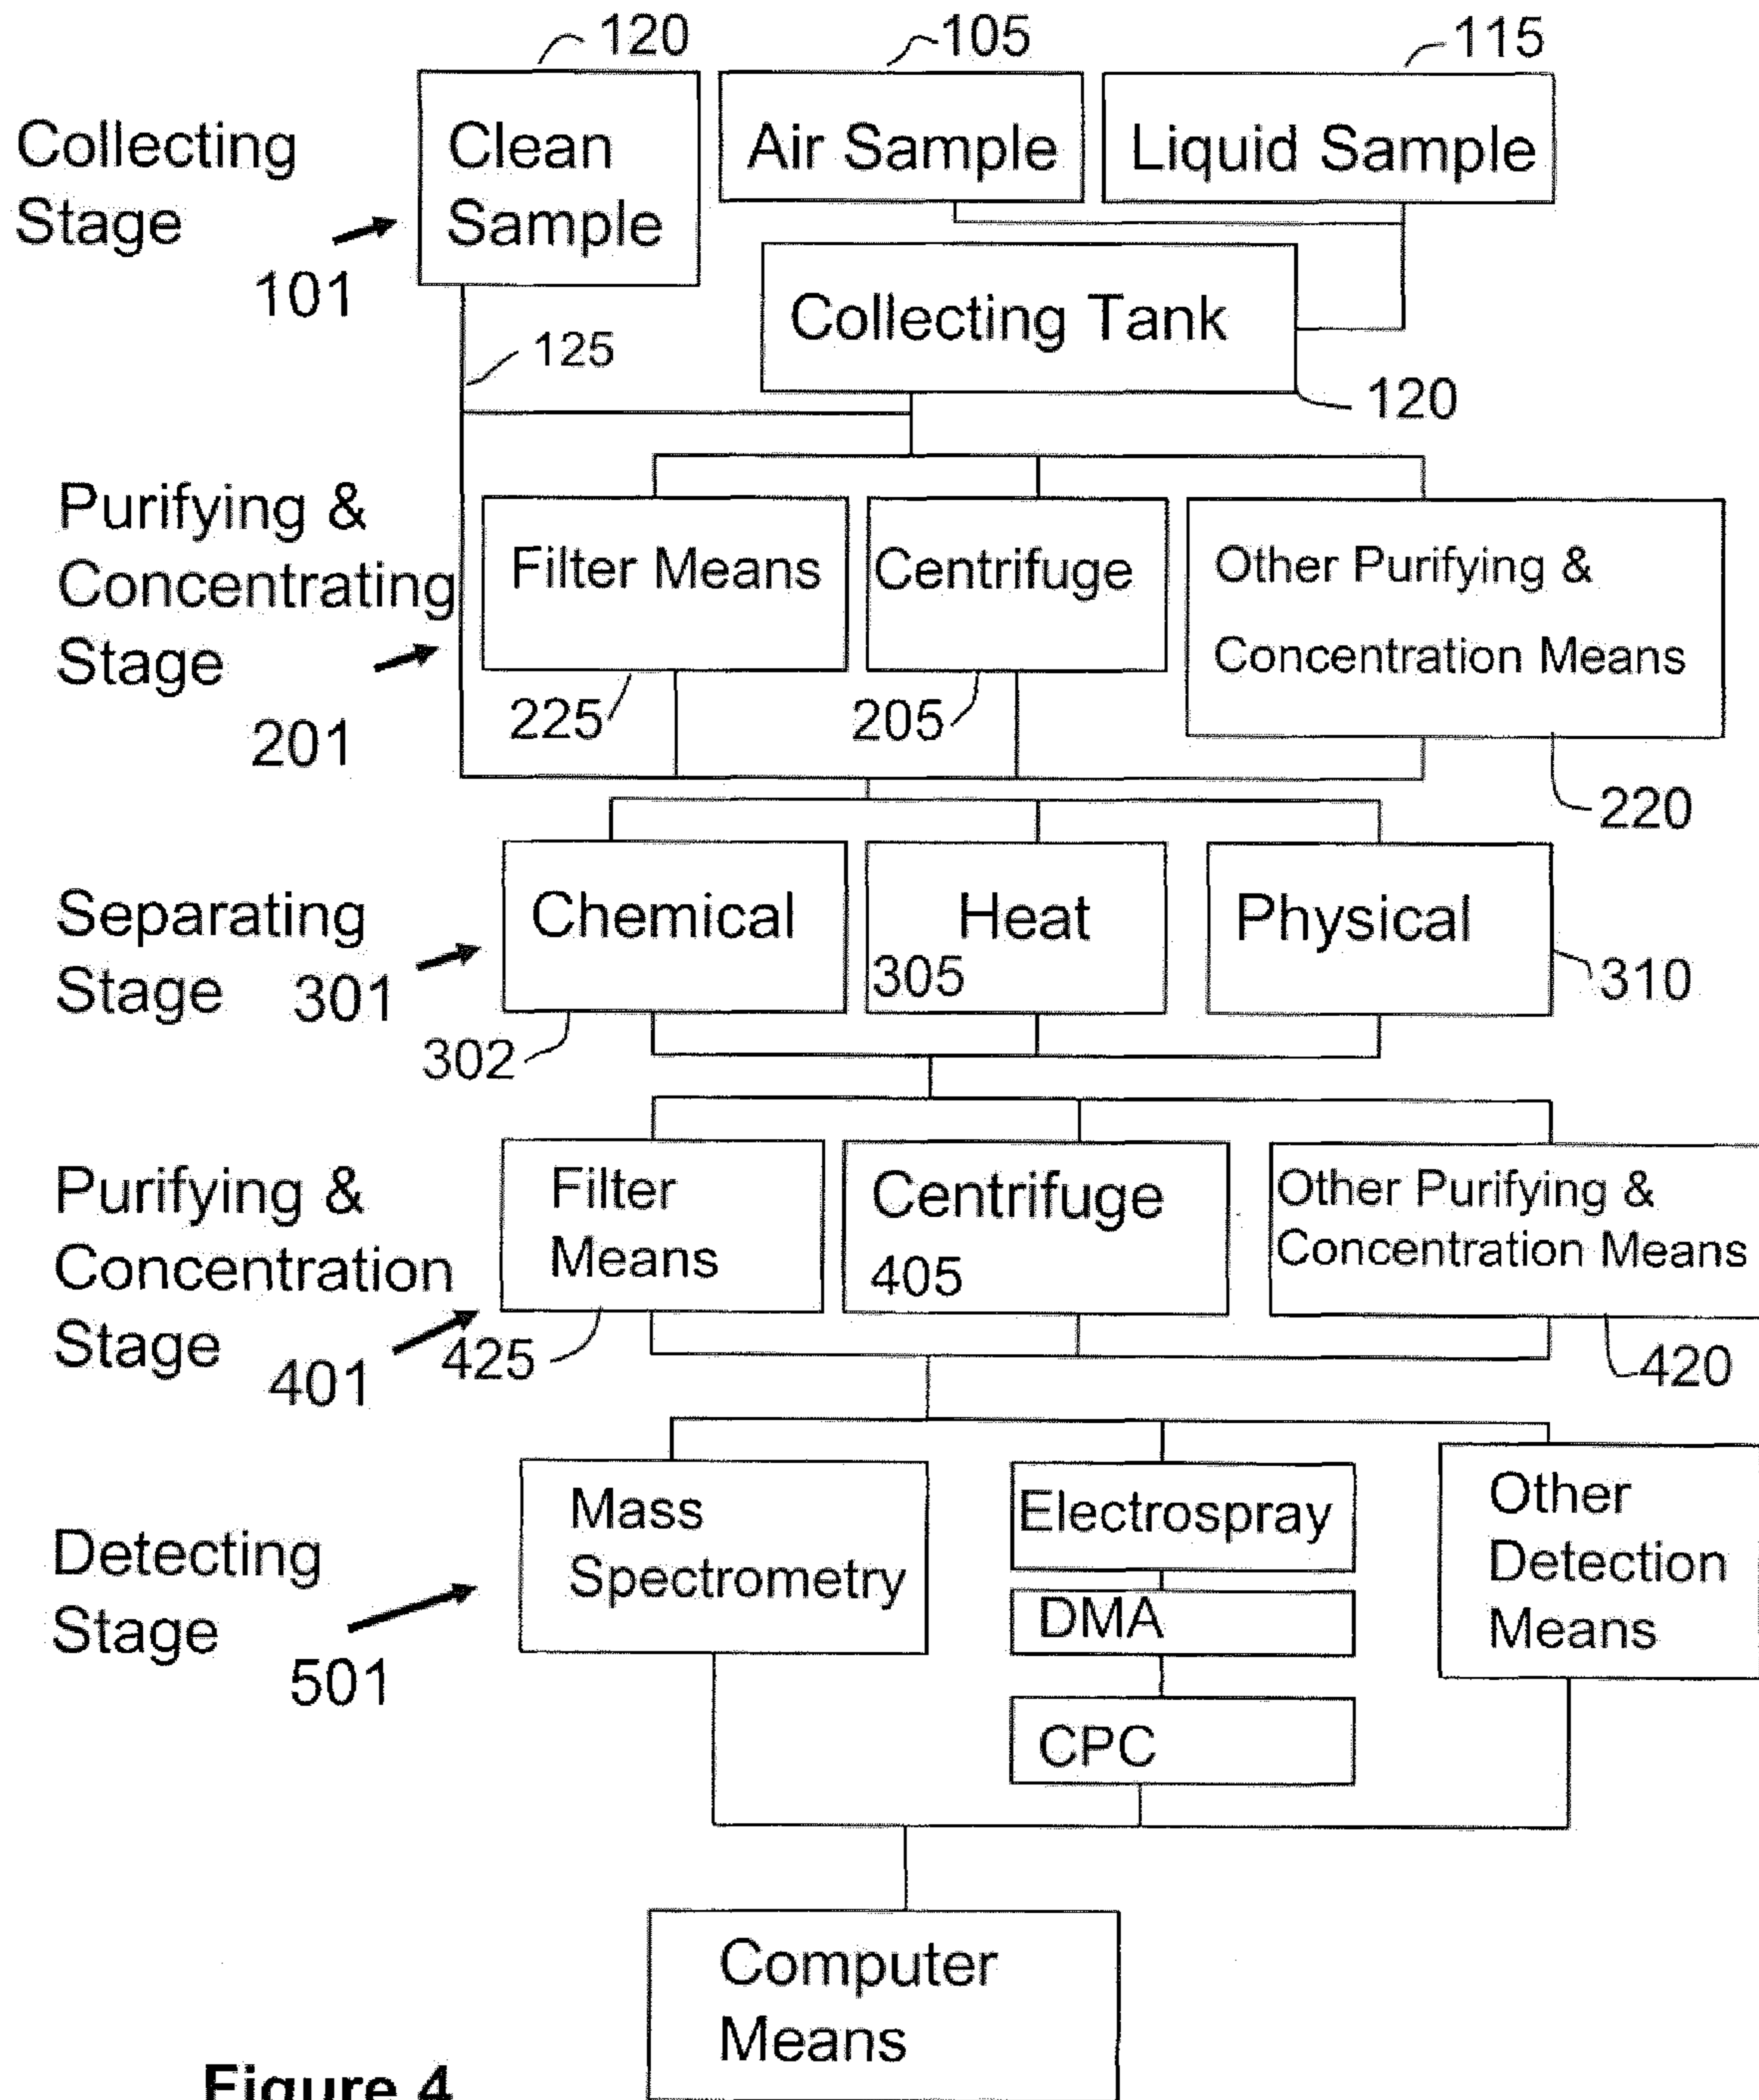 120
105
115
Collecting
Stage
101
Clean
Sample
Air Sample
Liquid Sample
Collecting Tank
125
120
Purifying &
Concentrating
Stage
201
Filter Means
Centrifuge
Other Purifying &
Concentration Means
225
205
220
Separating
Stage 301
Chemical
Heat
305
Physical
310
302
Purifying &
Concentration
Stage
401
Filter
Means
Centrifuge
405
Other Purifying &
Concentration Means
425
420
Detecting
Stage
501
Mass
Spectrometry
Electrospray
DMA
CPC
Other
Detection
Means
Computer
Means
Figure 4